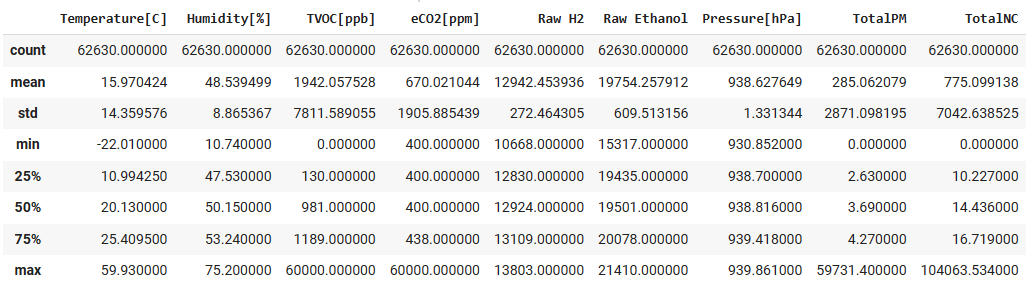 Temperature[C] Humidity[%] TVOC[ppb] eCO2[ppm] Raw H2 Raw Ethanol Pressure[hPa] TotalPM TotalNC
count 62630.000000 62630.000000 62630.000000 62630.000000 62630.000000 62630.000000 62630.000000 62630.000000 62630.000000
mean 15.970424 48.539499 1942.057528 670.021044 12942.453936 19754.257912 938.627649 285.062079 775.099138
std 14.359576 8.865367 7811.589055 1905.885439 272.464305 609.513156 1.331344 2871.098195 7042.638525
min -22.010000 10.740000 0.000000 400.000000 10668.000000 15317.000000 930.852000 0.000000 0.000000
25% 10.994250 47.530000 130.000000 400.000000 12830.000000 19435.000000 938.700000 2.630000 10.227000
50% 20.130000 50.150000 981.000000 400.000000 12924.000000 19501.000000 938.816000 3.690000 14.436000
75% 25.409500 53.240000 1189.000000 438.000000 13109.000000 20078.000000 939.418000 4.270000 16.719000
max 59.930000 75.200000 60000.000000 60000.000000 13803.000000 21410.000000 939.861000 59731.400000 104063.534000